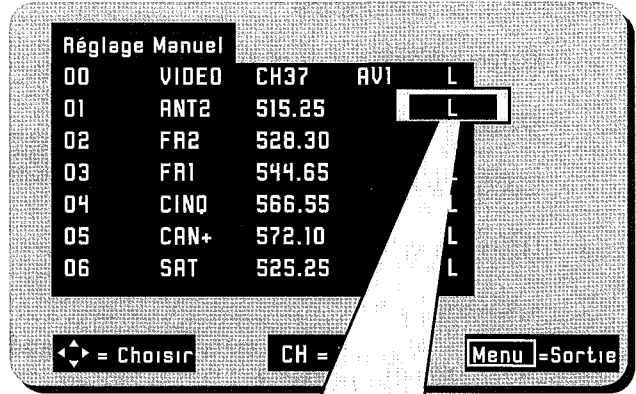 Réglage Manuel
00 VIDEO CH37 AV1 L
01 ANT2 515.25 L
02 FR2 528.30
03 FR1 544.65 L
04 CINQ 566.55 L
05 CAN+ 572.10 L
06 SAT 525.25 L
= Choisir CH = Menu =Sortie